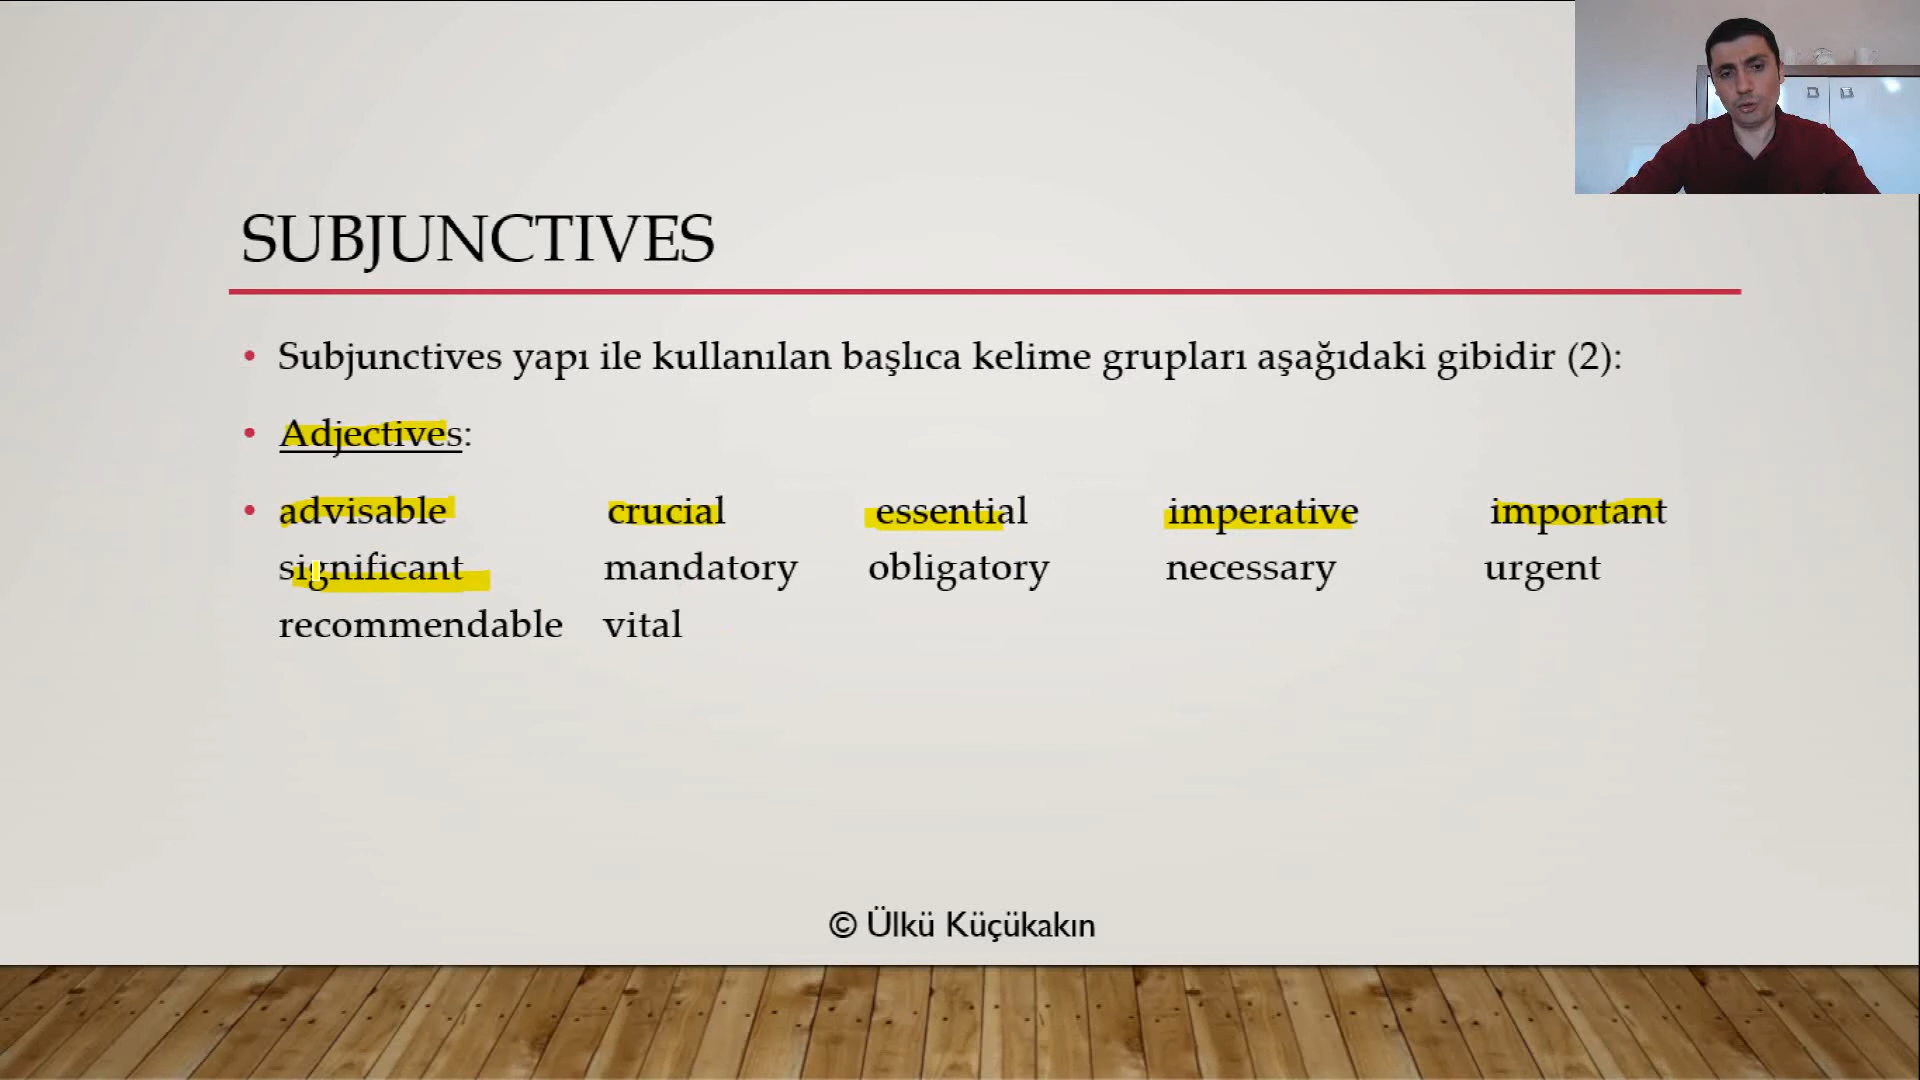 SUBJUNCTIVES
• Subjunctives yapı ile kullanılan başlıca kelime grupları aşağıdaki gibidir (2):
• Adjectives:
• advisable crucial essential imperative important
significant mandatory obligatory necessary urgent
recommendable vital
© Ülkü Küçükakın